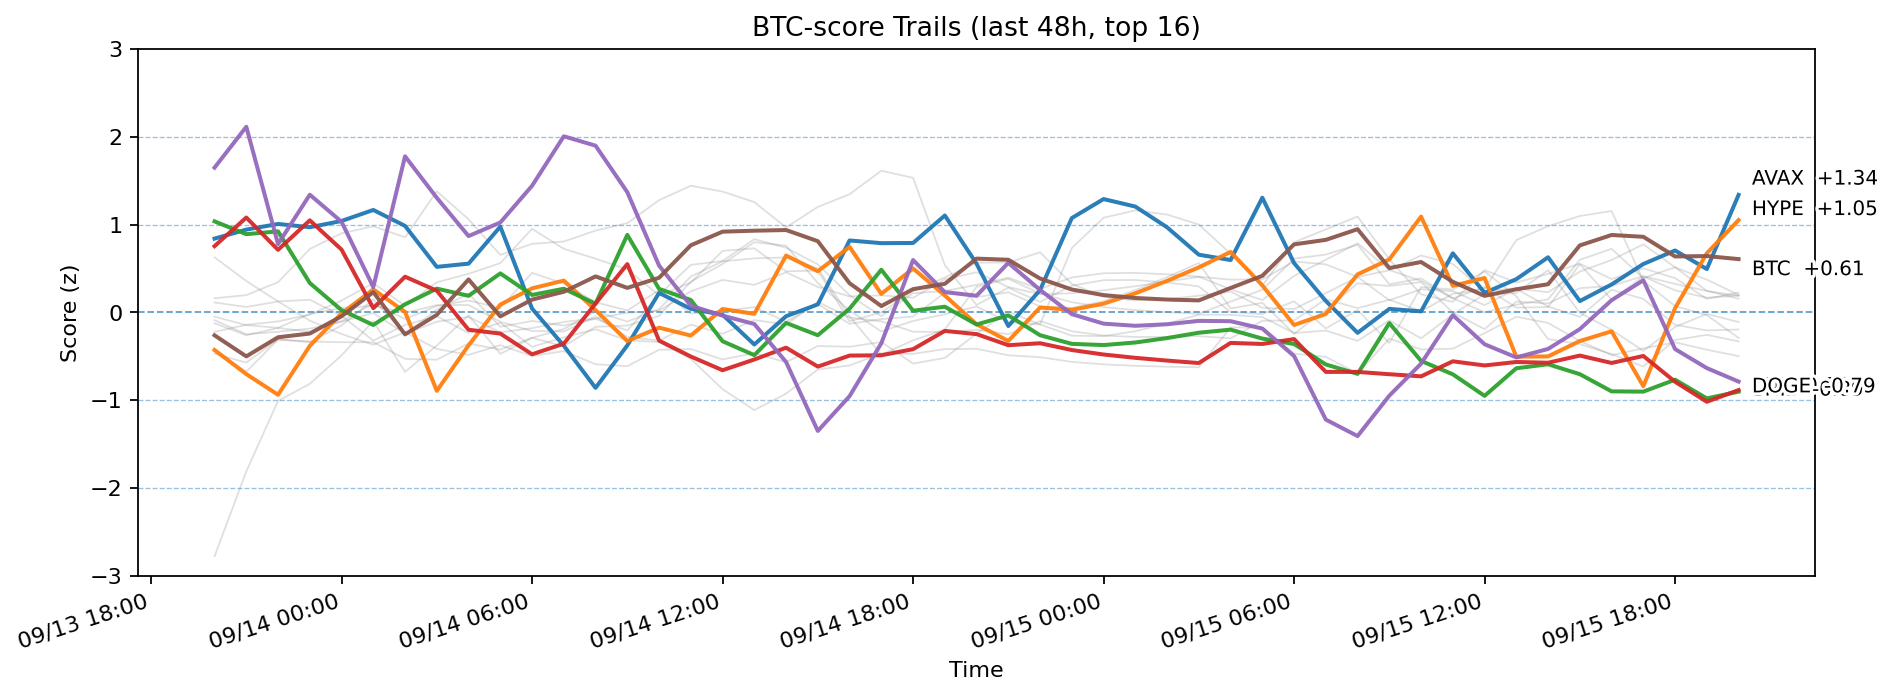 BTC-score Trails (last 48h, top 16)
Score (z)
3
2
1
0
−1
−2
−3
AVAX +1.34
HYPE +1.05
BTC +0.61
DOGE -0.79
09/13 18:00
09/14 00:00
09/14 06:00
09/14 12:00
09/14 18:00
09/15 00:00
09/15 06:00
09/15 12:00
09/15 18:00
Time